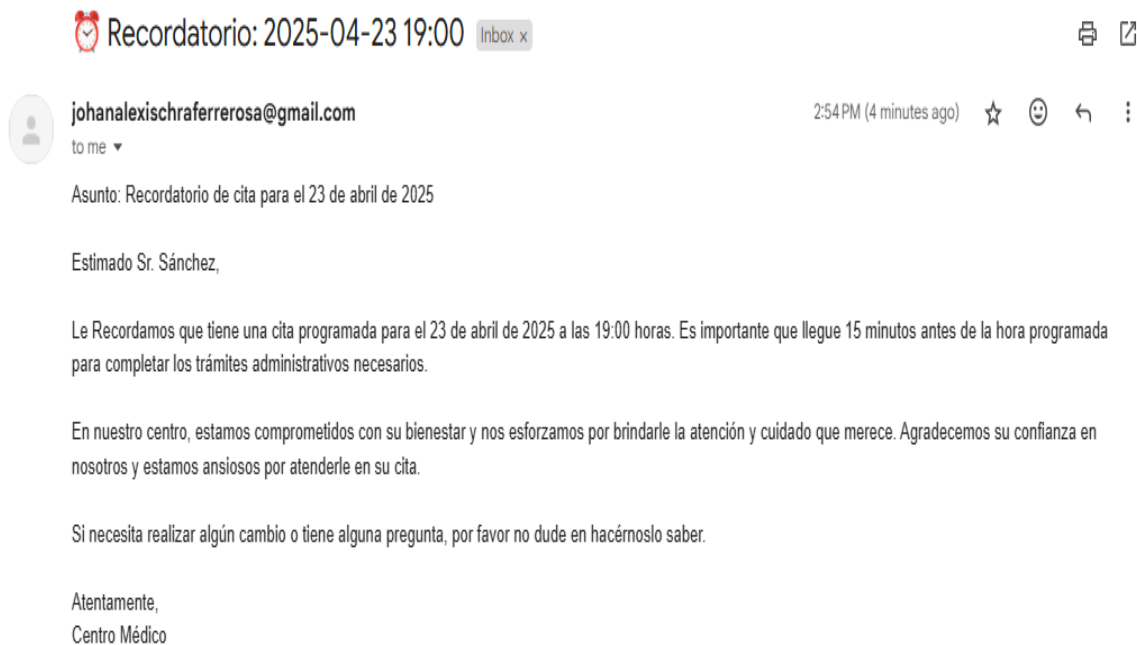 ⏰ Recordatorio: 2025-04-23 19:00 Inbox x
johanalexischraferrerosa@gmail.com 2:54 PM (4 minutes ago)
to me
Asunto: Recordatorio de cita para el 23 de abril de 2025
Estimado Sr. Sánchez,
Le Recordamos que tiene una cita programada para el 23 de abril de 2025 a las 19:00 horas. Es importante que llegue 15 minutos antes de la hora programada
para completar los trámites administrativos necesarios.
En nuestro centro, estamos comprometidos con su bienestar y nos esforzamos por brindarle la atención y cuidado que merece. Agradecemos su confianza en
nosotros y estamos ansiosos por atenderle en su cita.
Si necesita realizar algún cambio o tiene alguna pregunta, por favor no dude en hacérnoslo saber.
Atentamente,
Centro Médico